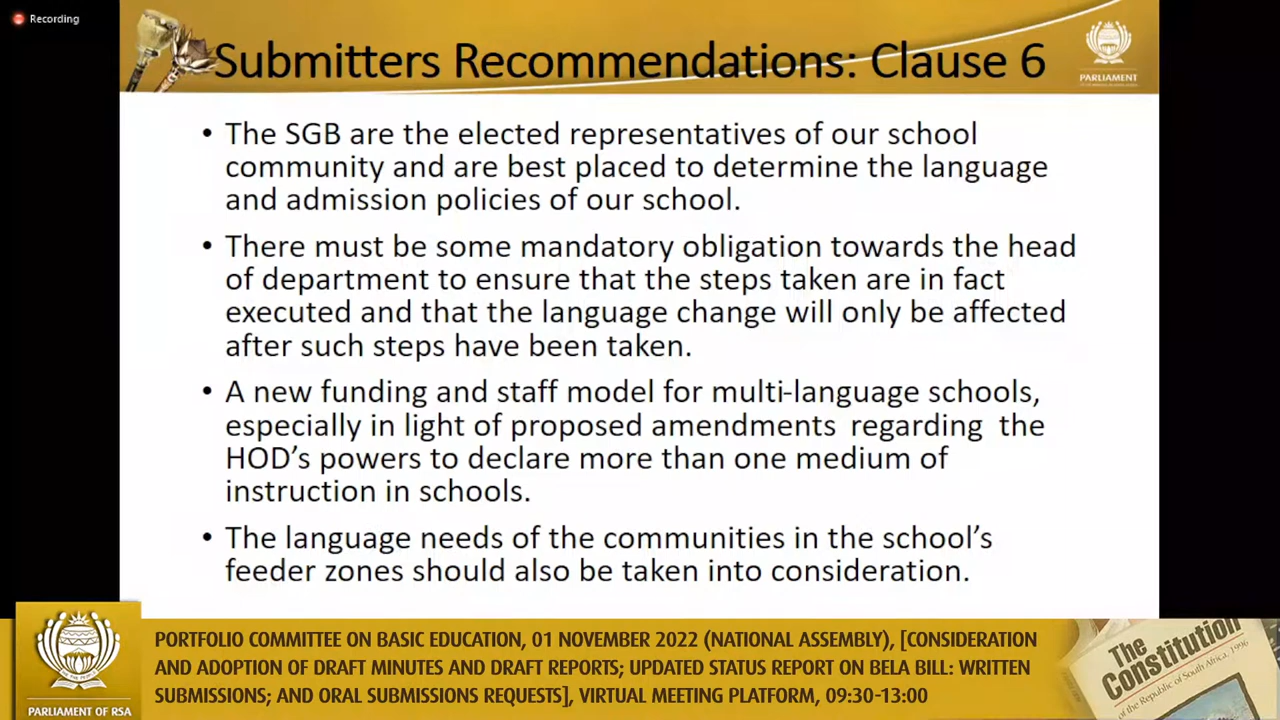 Recording
Submitters Recommendations: Clause 6
PARLIAMENT
• The SGB are the elected representatives of our school
community and are best placed to determine the language
and admission policies of our school.
• There must be some mandatory obligation towards the head
of department to ensure that the steps taken are in fact
executed and that the language change will only be affected
after such steps have been taken.
• A new funding and staff model for multi-language schools,
especially in light of proposed amendments regarding the
HOD’s powers to declare more than one medium of
instruction in schools.
• The language needs of the communities in the school’s
feeder zones should also be taken into consideration.
PARLIAMENT OF RSA
PORTFOLIO COMMITTEE ON BASIC EDUCATION, 01 NOVEMBER 2022 (NATIONAL ASSEMBLY), [CONSIDERATION
AND ADOPTION OF DRAFT MINUTES AND DRAFT REPORTS; UPDATED STATUS REPORT ON BELA BILL: WRITTEN
SUBMISSIONS; AND ORAL SUBMISSIONS REQUESTS], VIRTUAL MEETING PLATFORM, 09:30-13:00
The
Constitution
of the Republic of South Africa, 1996